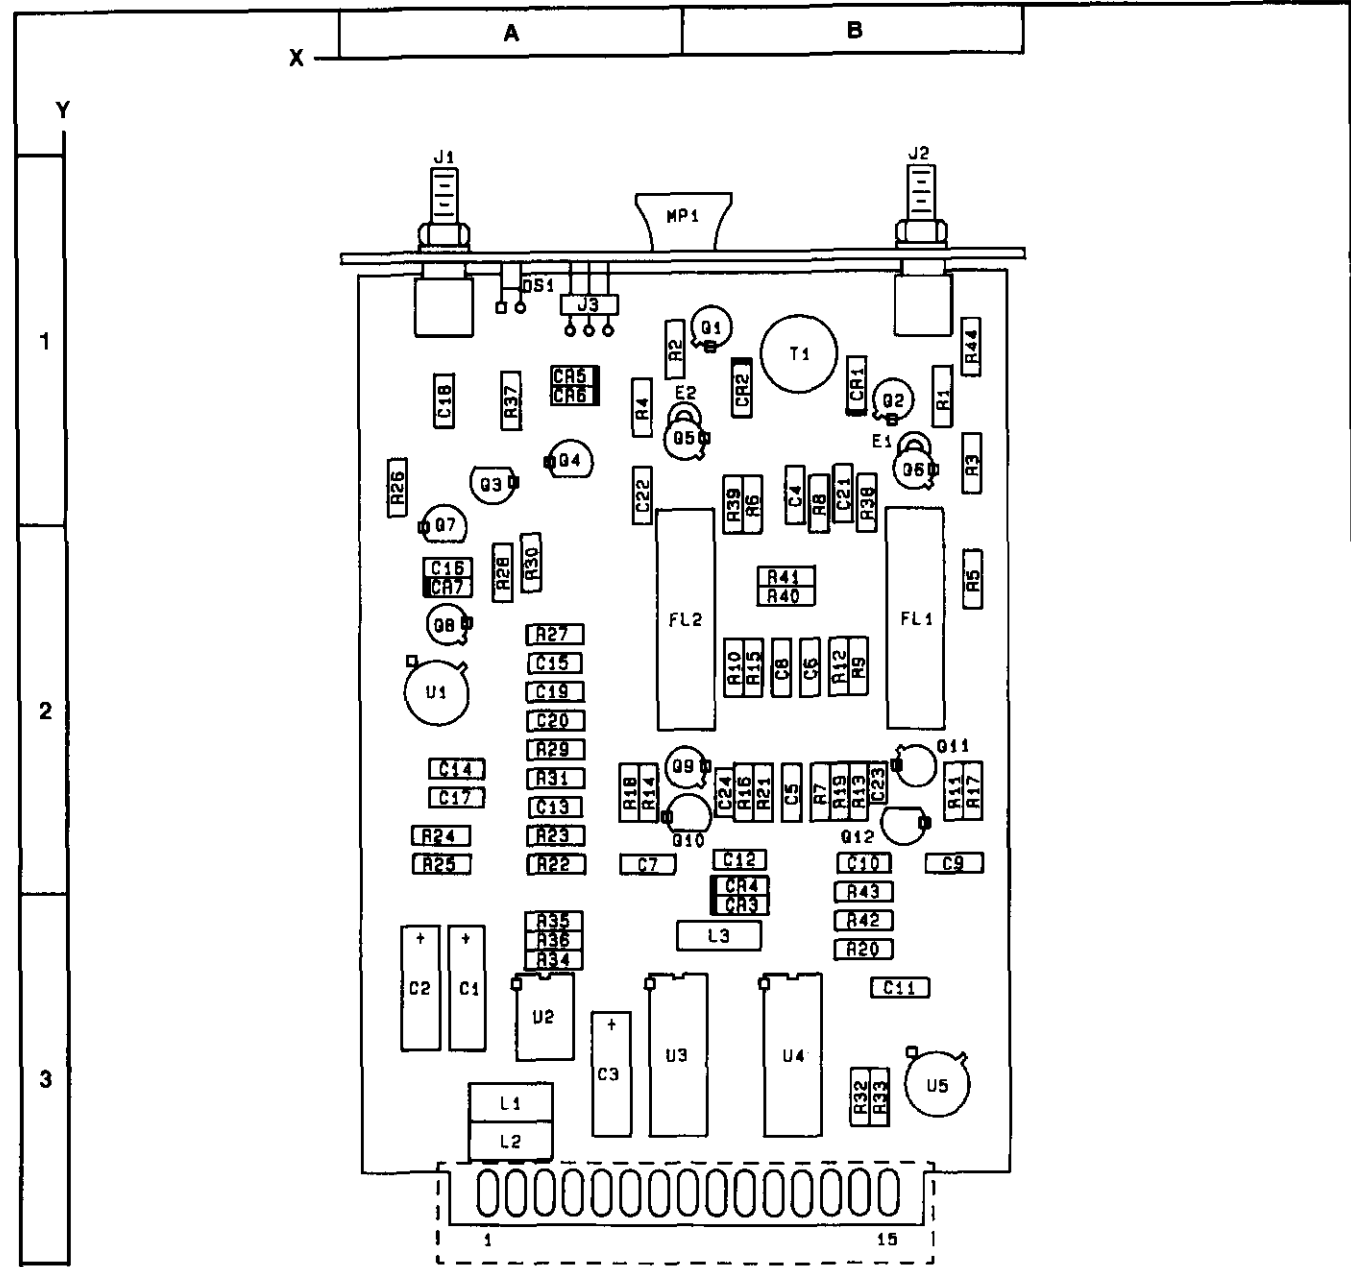 A
B
X
Y
J1
J2
MP1
DS1
J3
Q1
1
R2
T1
R44
CR5
CR6
C18
R37
R4
E2
CR2
CR1
Q2
R1
Q5
E1
Q6
R3
Q4
Q3
R26
C22
R39
R6
C4
R8
C21
R38
Q7
C16
CR7
R28
R30
R41
R40
R5
FL2
FL1
Q8
R27
C15
R10
R15
C8
C6
R12
R9
U1
C19
2
C20
R29
Q11
C14
R31
Q9
C17
C13
R18
R14
C24
R16
R21
C5
R7
R19
R13
C23
R11
R17
R24
R23
Q10
Q12
R25
R22
C7
C12
C10
C9
CR4
CR3
R43
R35
R42
R36
L3
R34
R20
+
+
C2
C1
C11
U2
+
C3
U3
U4
3
R32
R33
U5
L1
L2
1
15